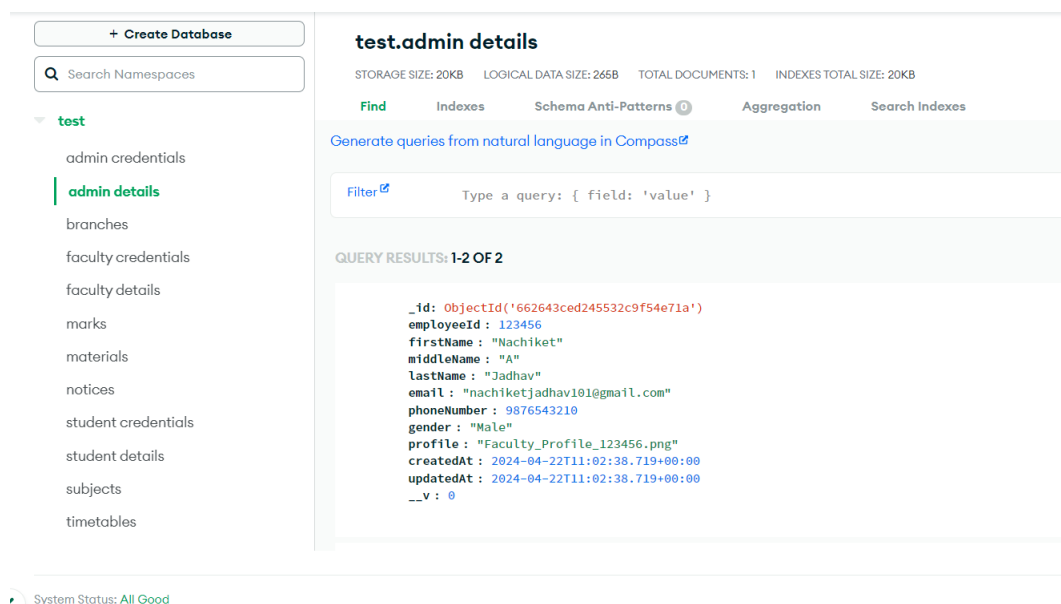 + Create Database
Search Namespaces
test
admin credentials
admin details
branches
faculty credentials
faculty details
marks
materials
notices
student credentials
student details
subjects
timetables
System Status: All Good
test.admin details
STORAGE SIZE: 20KB LOGICAL DATA SIZE: 265B TOTAL DOCUMENTS: 1 INDEXES TOTAL SIZE: 20KB
Find Indexes Schema Anti-Patterns 0 Aggregation Search Indexes
Generate queries from natural language in Compass
Filter Type a query: { field: 'value' }
QUERY RESULTS: 1-2 OF 2
_id: ObjectId('662643ced245532c9f54e71a')
employeeId : 123456
firstName : "Nachiket"
middleName : "A"
lastName : "Jadhav"
email : "nachiketjadhav101@gmail.com"
phoneNumber : 9876543210
gender : "Male"
profile : "Faculty_Profile_123456.png"
createdAt : 2024-04-22T11:02:38.719+00:00
updatedAt : 2024-04-22T11:02:38.719+00:00
__v : 0